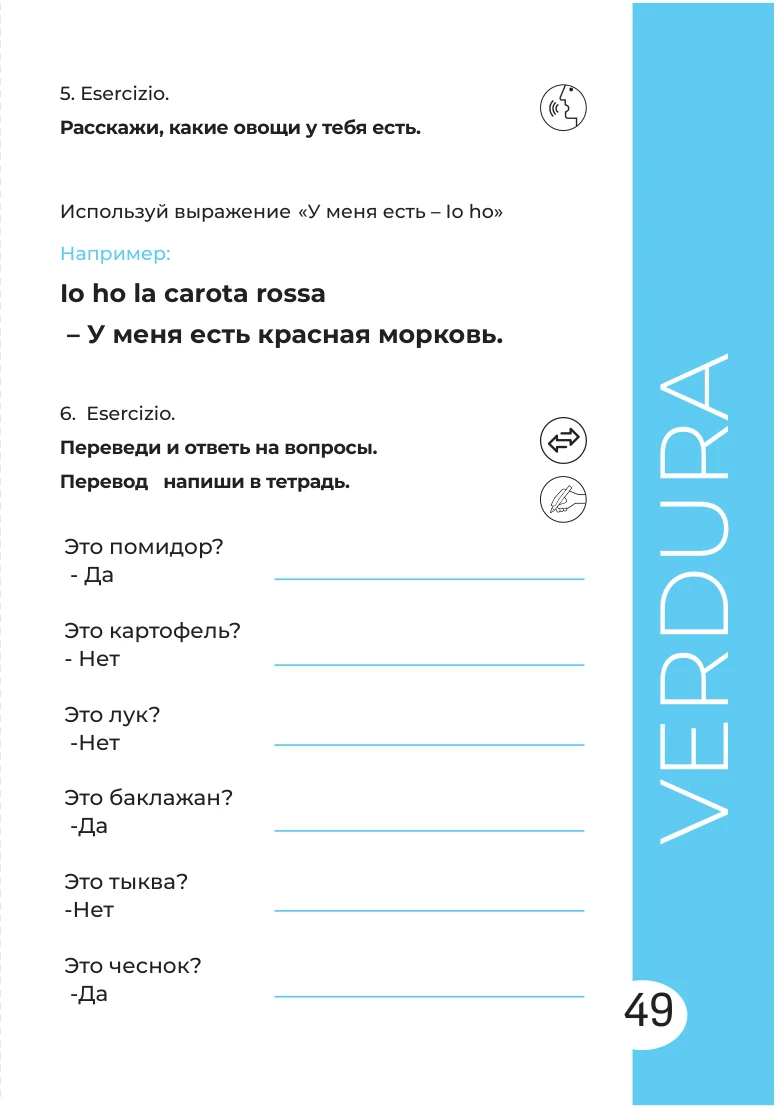 5. Esercizio.
Расскажи, какие овощи у тебя есть.
Используй выражение «У меня есть – Io ho»
Например:
Io ho la carota rossa
– У меня есть красная морковь.
6. Esercizio.
Переведи и ответь на вопросы.
Перевод напиши в тетрадь.
Это помидор?
- Да
Это картофель?
- Нет
Это лук?
-Нет
Это баклажан?
-Да
Это тыква?
-Нет
Это чеснок?
-Да
VERDURA
49